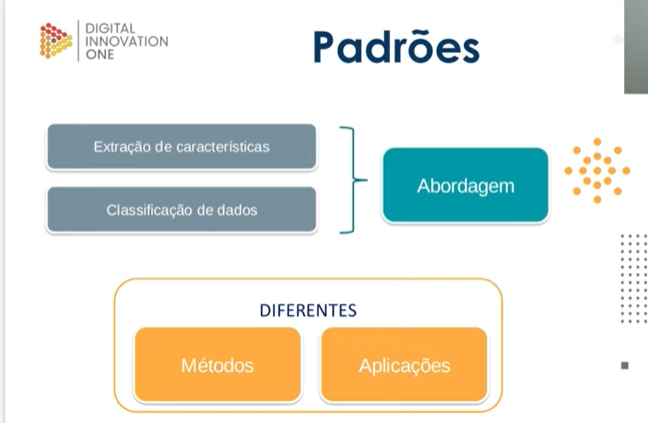 DIGITAL
INNOVATION
ONE
Padrões
Extração de características
Classificação de dados
Abordagem
DIFERENTES
Métodos
Aplicações